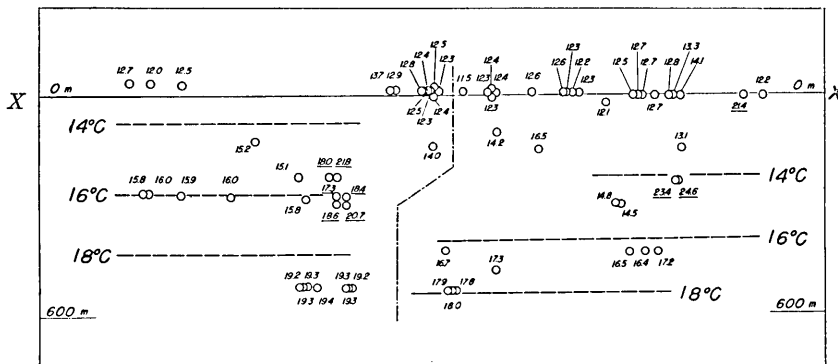 12.5
12.4 12.4 12.3 12.7 13.3
12.7 12.0 12.5 13.7 12.9 12.8 12.3 11.5 12.3 12.4 12.6 12.6 12.2 12.3 12.5 12.7 12.8 14.1 12.2
X 0 m 0 m
12.5 12.3 12.4 12.3 12.1 12.7 21.4
14°C
15.2 14.0 14.2 16.5 13.1
15.1 18.0 21.8 14°C
16°C 15.8 16.0 15.9 16.0 17.3 18.4 23.4 24.6
15.8 18.6 20.7 14.8 14.5
16°C
18°C 16.7 17.3 16.5 16.4 17.2
19.2 19.3 19.3 19.2 17.9 17.8
19.3 19.4 19.3 18.0 18°C
600 m 600 m